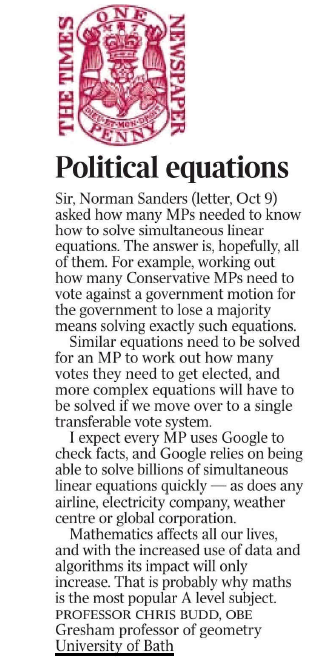 THE TIMES
ONE
PENNY
NEWSPAPER
Political equations
Sir, Norman Sanders (letter, Oct 9)
asked how many MPs needed to know
how to solve simultaneous linear
equations. The answer is, hopefully, all
of them. For example, working out
how many Conservative MPs need to
vote against a government motion for
the government to lose a majority
means solving exactly such equations.
Similar equations need to be solved
for an MP to work out how many
votes they need to get elected, and
more complex equations will have to
be solved if we move over to a single
transferable vote system.
I expect every MP uses Google to
check facts, and Google relies on being
able to solve billions of simultaneous
linear equations quickly — as does any
airline, electricity company, weather
centre or global corporation.
Mathematics affects all our lives,
and with the increased use of data and
algorithms its impact will only
increase. That is probably why maths
is the most popular A level subject.
PROFESSOR CHRIS BUDD, OBE
Gresham professor of geometry
University of Bath